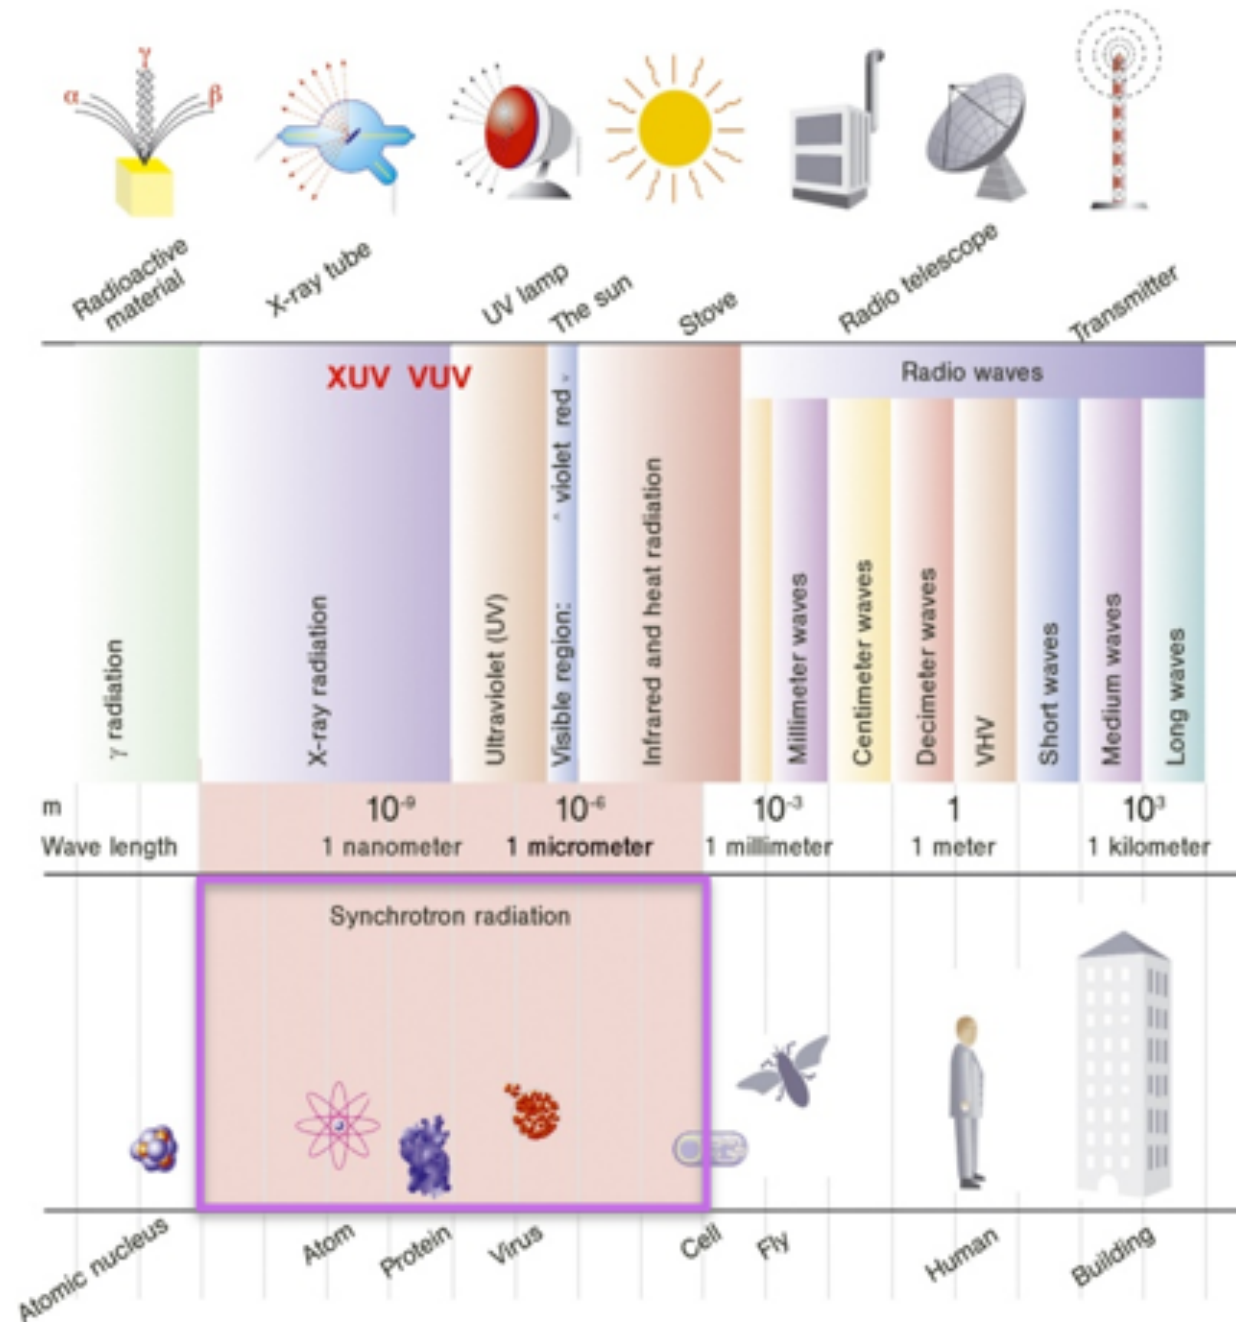 γ
α
β
Radioactive
material
X-ray tube
UV lamp
The sun
Stove
Radio telescope
Transmitter
XUV VUV
Radio waves
γ radiation
X-ray radiation
Ultraviolet (UV)
Visible region: ^ violet red ˅
Infrared and heat radiation
Millimeter waves
Centimeter waves
Decimeter waves
VHV
Short waves
Medium waves
Long waves
m 10⁻⁹ 10⁻⁶ 10⁻³ 1 10³
Wave length 1 nanometer 1 micrometer 1 millimeter 1 meter 1 kilometer
Synchrotron radiation
Atomic nucleus
Atom
Protein
Virus
Cell
Fly
Human
Building